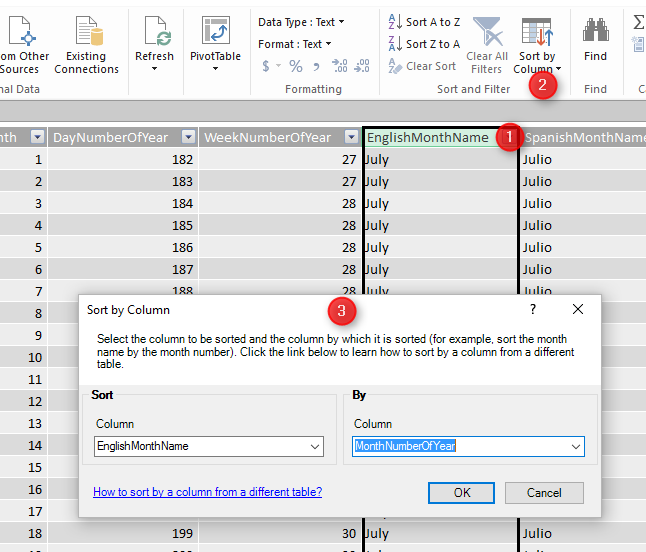 Data Type : Text
Format : Text
$ % , .00 .00
om Other Sources
Existing Connections
Refresh
PivotTable
Sort A to Z
Sort Z to A
Clear Sort
Clear All Filters
Sort by Column
2
Find
nal Data
Formatting
Sort and Filter
Find
nth DayNumberOfYear WeekNumberOfYear EnglishMonthName 1 SpanishMonthName
1 182 27 July Julio
2 183 27 July Julio
3 184 28 July Julio
4 185 28 July Julio
5 186 28 July Julio
6 187 28 July Julio
7 188 28 July Julio
8
9
10
11
12
13
14
15
16
17
Sort by Column 3 ? ×
Select the column to be sorted and the column by which it is sorted (for example, sort the month
name by the month number). Click the link below to learn how to sort by a column from a different
table.
Sort
Column
EnglishMonthName
By
Column
MonthNumberOfYear
How to sort by a column from a different table?
OK Cancel
18 199 30 July Julio